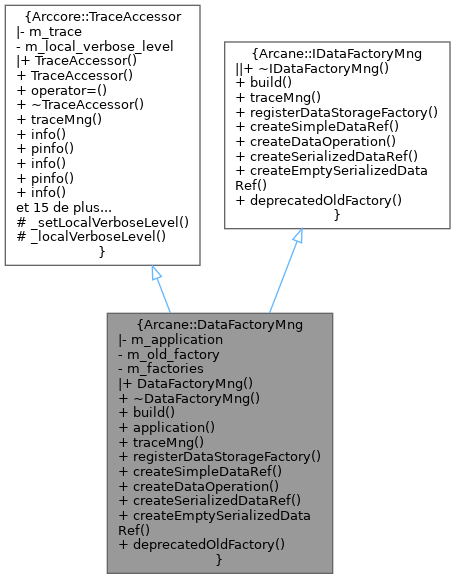 {Arccore::TraceAccessor
|- m_trace
- m_local_verbose_level
|+ TraceAccessor()
+ TraceAccessor()
+ operator=()
+ ~TraceAccessor()
+ traceMng()
+ info()
+ pinfo()
+ info()
+ pinfo()
+ info()
et 15 de plus...
# _setLocalVerboseLevel()
# _localVerboseLevel()
}
{Arcane::IDataFactoryMng
||+ ~IDataFactoryMng()
+ build()
+ traceMng()
+ registerDataStorageFactory()
+ createSimpleDataRef()
+ createDataOperation()
+ createSerializedDataRef()
+ createEmptySerializedData
Ref()
+ deprecatedOldFactory()
}
{Arcane::DataFactoryMng
|- m_application
- m_old_factory
- m_factories
|+ DataFactoryMng()
+ ~DataFactoryMng()
+ build()
+ application()
+ traceMng()
+ registerDataStorageFactory()
+ createSimpleDataRef()
+ createDataOperation()
+ createSerializedDataRef()
+ createEmptySerializedData
Ref()
+ deprecatedOldFactory()
}